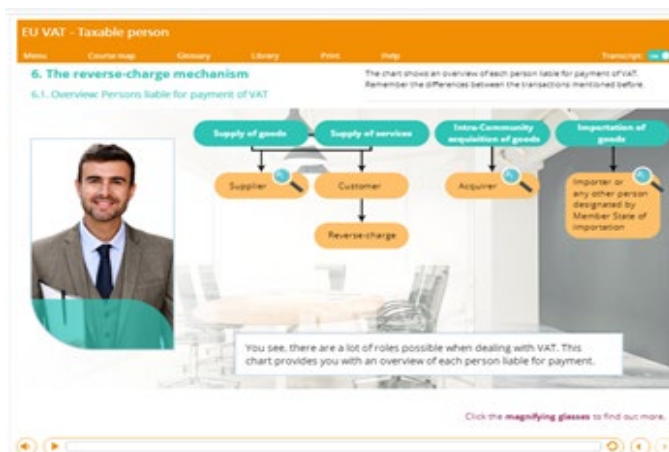 EU VAT - Taxable person
Menu Course map Glossary Library Print Help Transcript:
6. The reverse-charge mechanism
6.1. Overview: Persons liable for payment of VAT
The chart shows an overview of each person liable for payment of VAT.
Remember the differences between the transactions mentioned before.
Supply of goods
Supply of services
Intra-Community
acquisition of goods
Importation of
goods
Supplier
Customer
Acquirer
Importer or
any other person
designated by
Member State of
importation
Reverse-charge
You see, there are a lot of roles possible when dealing with VAT. This
chart provides you with an overview of each person liable for payment.
Click the magnifying glasses to find out more.